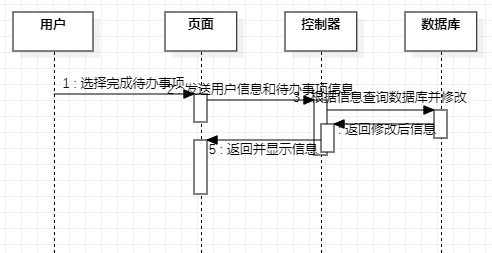 用户
页面
控制器
数据库
1 : 选择完成待办事项
2 : 发送用户信息和待办事项信息
3 : 根据信息查询数据库并修改
: 返回修改后信息
5 : 返回并显示信息